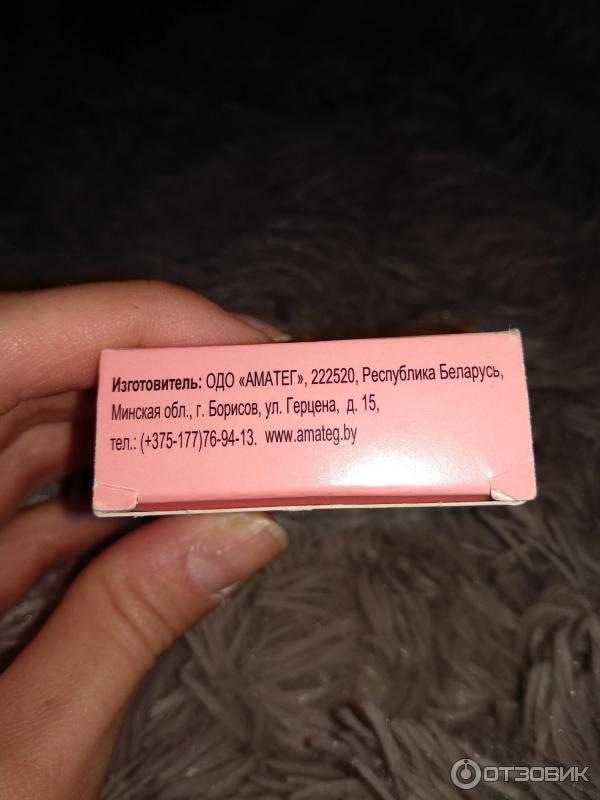 Изготовитель: ОДО «АМАТЕГ», 222520, Республика Беларусь,
Минская обл., г. Борисов, ул. Герцена, д. 15,
тел.: (+375-177)76-94-13. www.amateg.by
ОТЗОВИК